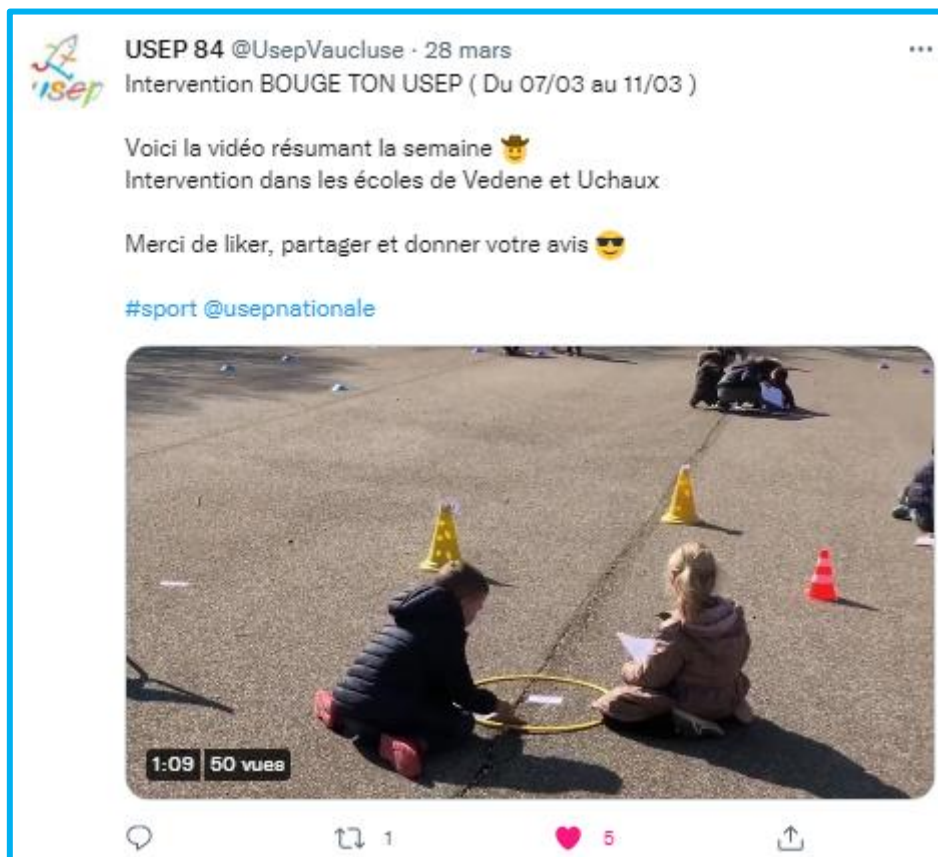 usep
USEP 84 @UsepVaucluse · 28 mars
Intervention BOUGE TON USEP ( Du 07/03 au 11/03 )
Voici la vidéo résumant la semaine 🤠
Intervention dans les écoles de Vedene et Uchaux
Merci de liker, partager et donner votre avis 😎
#sport @usepnationale
1:09 50 vues
1 5